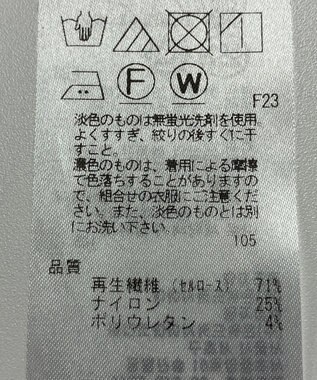 F W
F23
淡色のものは無蛍光洗剤を使用
よくすすぎ、絞りの後すぐに干
すこと。
濃色のものは、着用による摩擦
で色落ちすることがありますの
で、組合せの衣服にご注意くだ
さい。また、淡色のものとは別
にお洗い下さい。
105
品質
再生繊維（セルロース） 71%
ナイロン 25%
ポリウレタン 4%